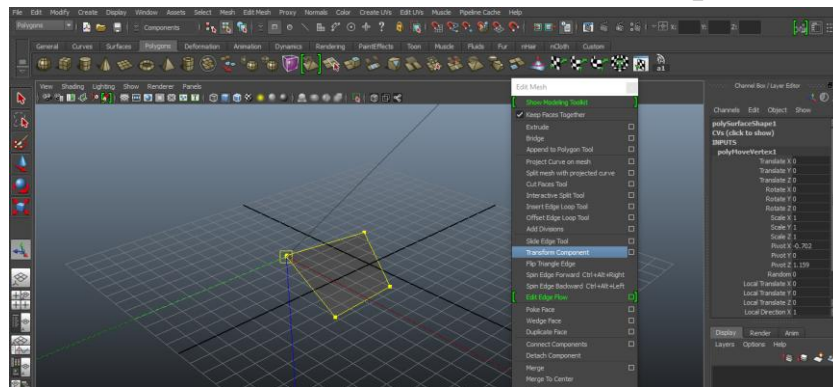 File Edit Modify Create Display Window Assets Select Mesh Edit Mesh Proxy Normals Color Create UVs Edit UVs Muscle Pipeline Cache Help
Polygons
Components
X:
Y:
Z:
General Curves Surfaces Polygons Deformation Animation Dynamics Rendering PaintEffects Toon Muscle Fluids Fur nHair nCloth Custom
View Shading Lighting Show Renderer Panels
Edit Mesh
Show Modeling Toolkit
Keep Faces Together
Extrude
Bridge
Append to Polygon Tool
Project Curve on mesh
Split mesh with projected curve
Cut Faces Tool
Interactive Split Tool
Insert Edge Loop Tool
Offset Edge Loop Tool
Add Divisions
Slide Edge Tool
Transform Component
Flip Triangle Edge
Spin Edge Forward Ctrl+Alt+Right
Spin Edge Backward Ctrl+Alt+Left
Edit Edge Flow
Poke Face
Wedge Face
Duplicate Face
Connect Components
Detach Component
Merge
Merge To Center
Channel Box / Layer Editor
Channels Edit Object Show
polySurfaceShape1
CVs (click to show)
INPUTS
polyMoveVertex1
Translate X 0
Translate Y 0
Translate Z 0
Rotate X 0
Rotate Y 0
Rotate Z 0
Scale X 1
Scale Y 1
Scale Z 1
Pivot X -0.702
Pivot Y 0
Pivot Z 1.159
Random 0
Local Translate X 0
Local Translate Y 0
Local Translate Z 0
Local Direction X 1
Display Render Anim
Layers Options Help